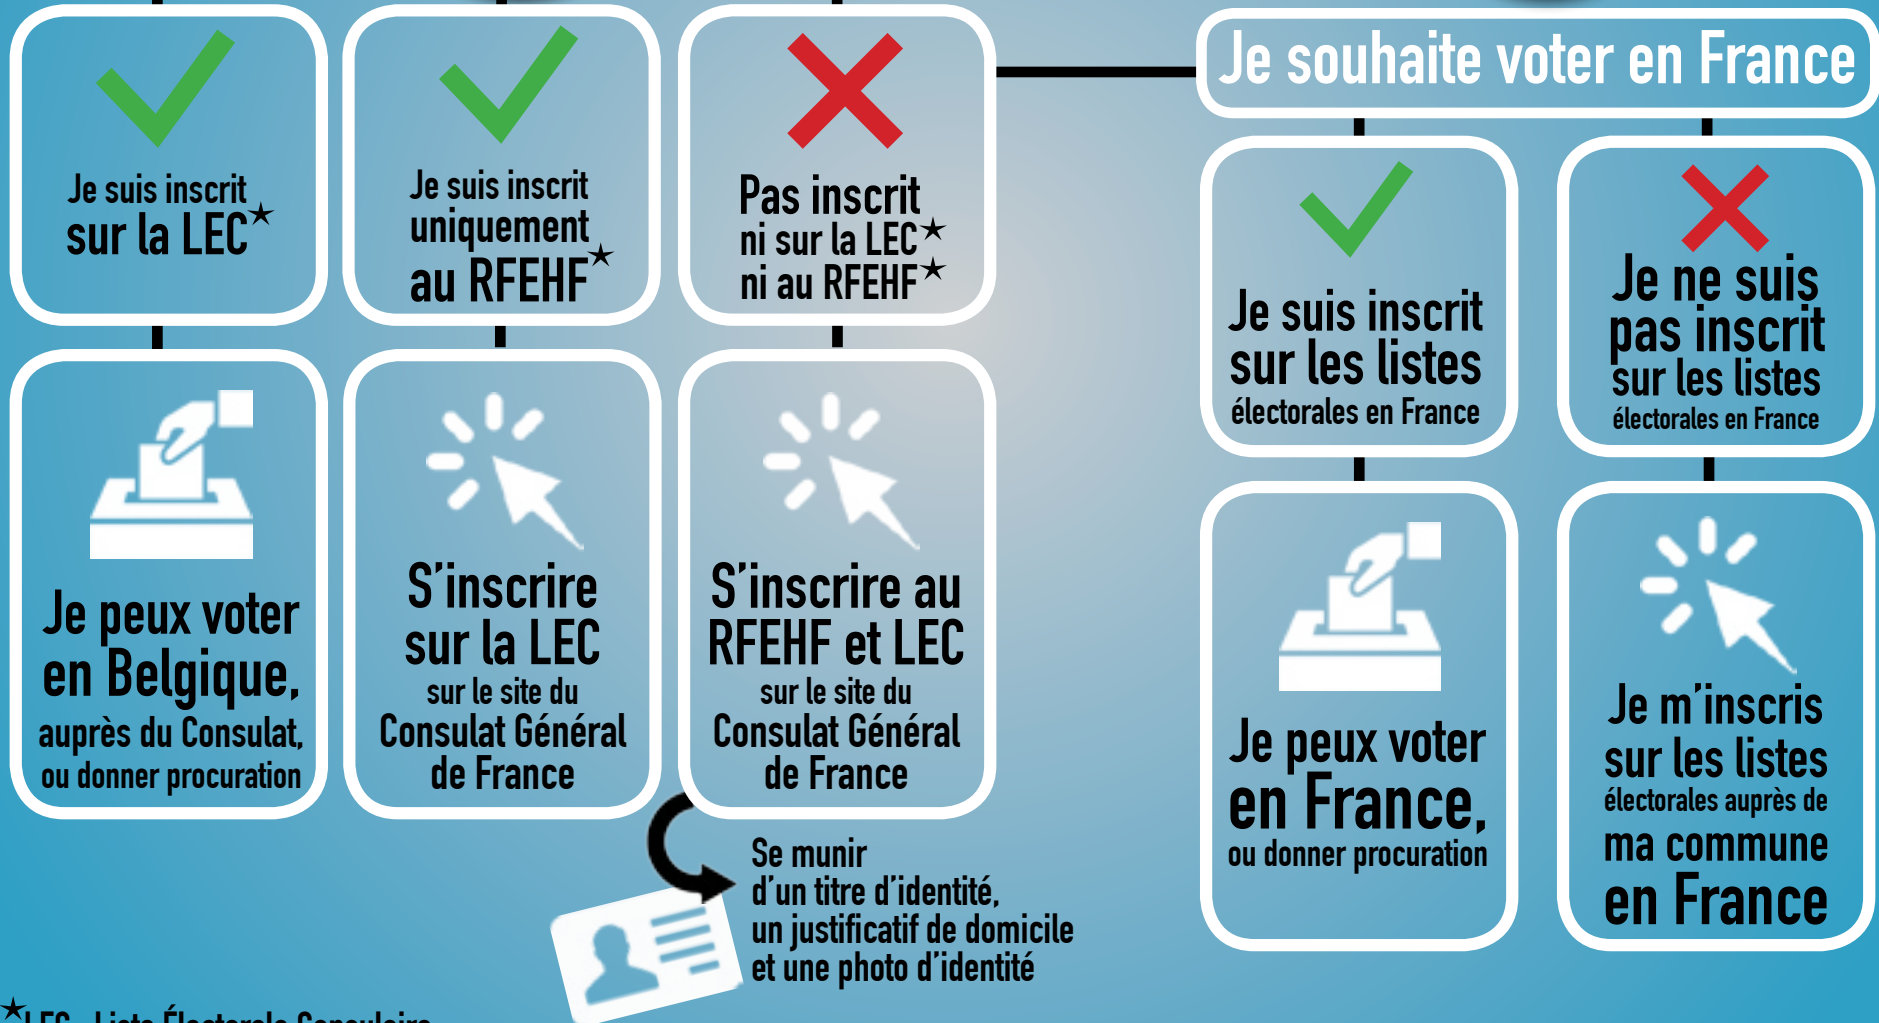 Je suis inscrit
sur la LEC★
Je suis inscrit
uniquement
au RFEHF★
Pas inscrit
ni sur la LEC★
ni au RFEHF★
Je peux voter
en Belgique,
auprès du Consulat,
ou donner procuration
S'inscrire
sur la LEC
sur le site du
Consulat Général
de France
S'inscrire au
RFEHF et LEC
sur le site du
Consulat Général
de France
Se munir
d'un titre d'identité,
un justificatif de domicile
et une photo d'identité
Je souhaite voter en France
Je suis inscrit
sur les listes
électorales en France
Je ne suis
pas inscrit
sur les listes
électorales en France
Je peux voter
en France,
ou donner procuration
Je m'inscris
sur les listes
électorales auprès de
ma commune
en France
★LEC : Liste Électorale Consulaire